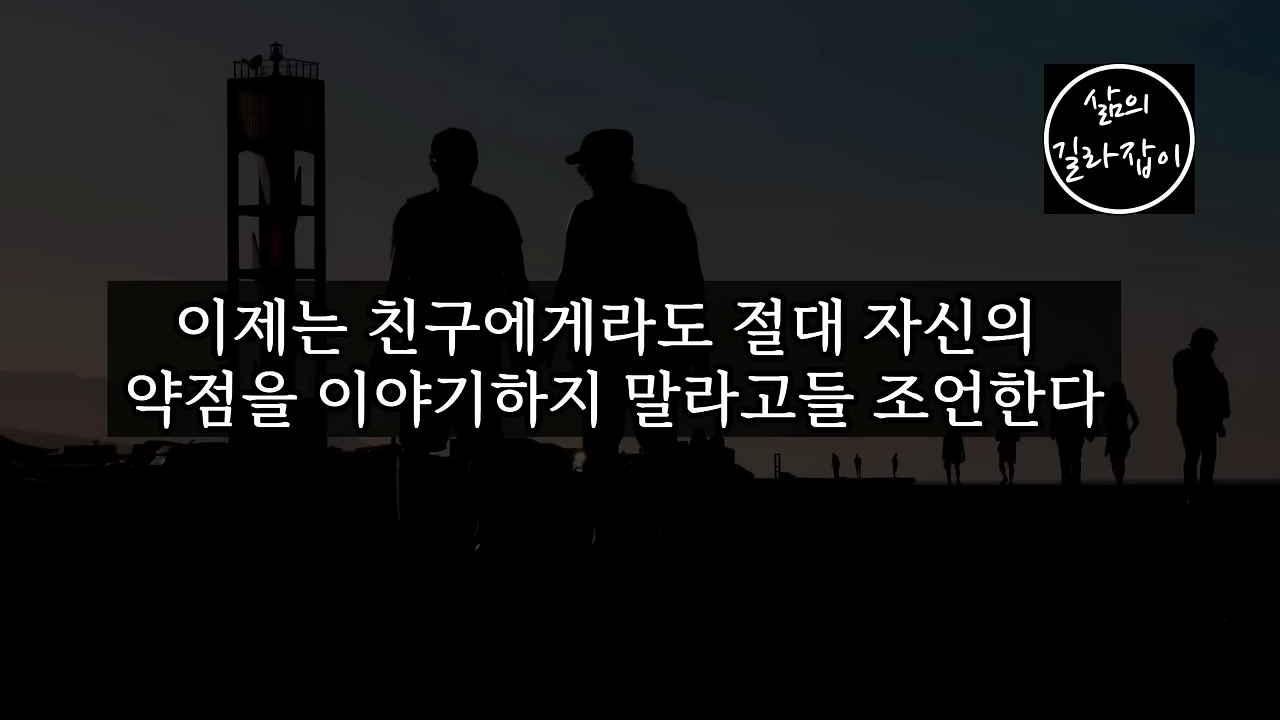 삶의
길라잡이
이제는 친구에게라도 절대 자신의
약점을 이야기하지 말라고들 조언한다